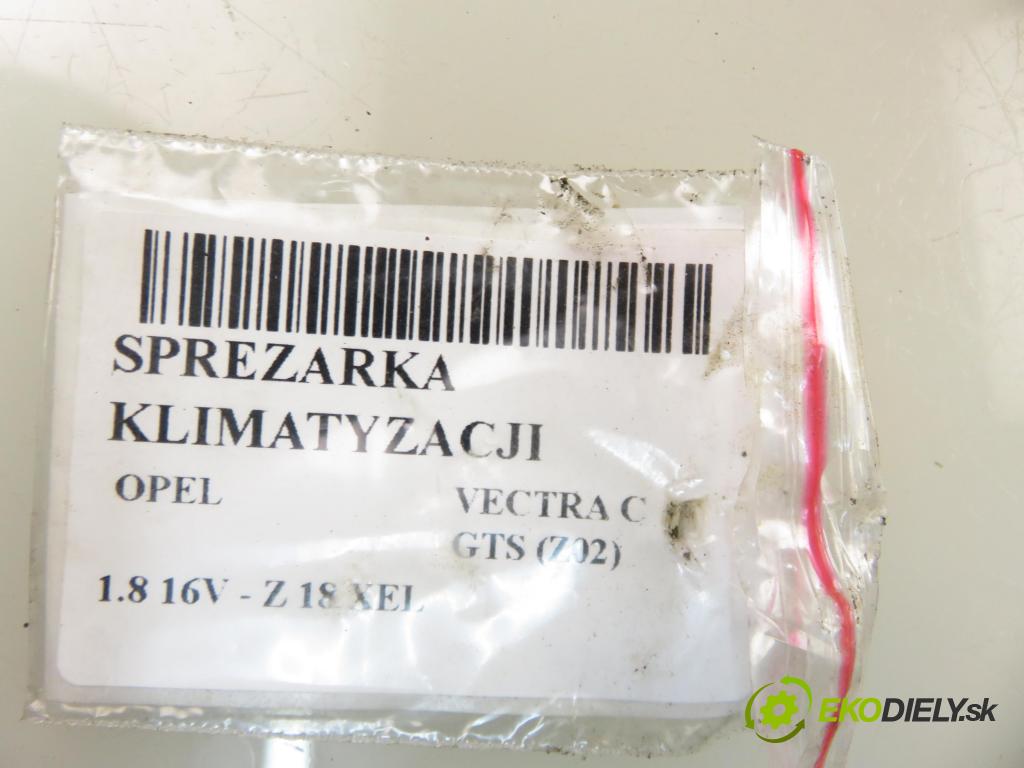 SPREZARKA
KLIMATYZACJI
OPEL VECTRA C
GTS (Z02)
1.8 16V - Z 18 XEL
EKODIELY.sk